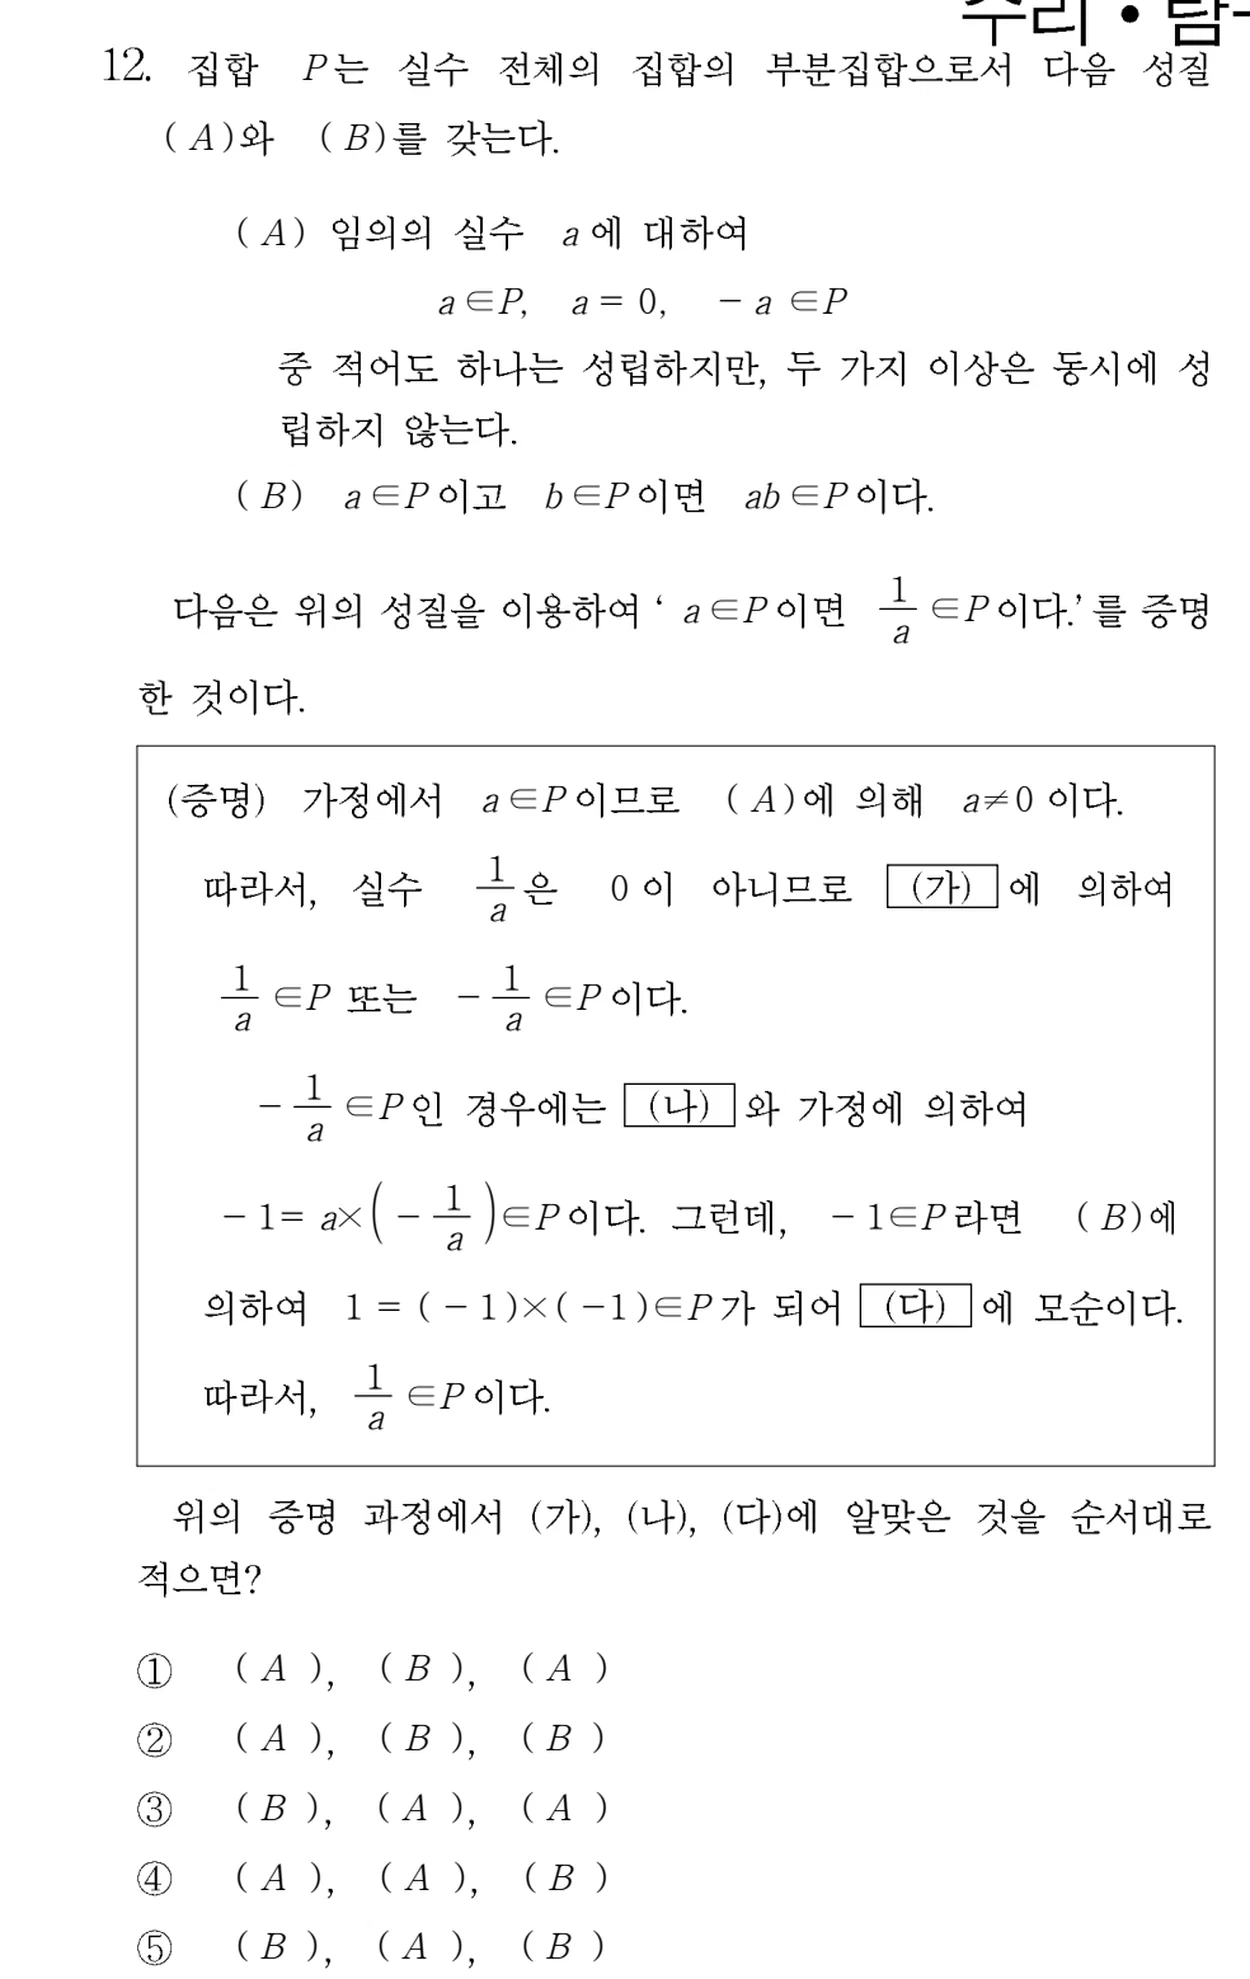 수리・탐
12. 집합 P는 실수 전체의 집합의 부분집합으로서 다음 성질
(A)와 (B)를 갖는다.
(A) 임의의 실수 a에 대하여
a∈P, a = 0, −a ∈P
중 적어도 하나는 성립하지만, 두 가지 이상은 동시에 성
립하지 않는다.
(B) a∈P이고 b∈P이면 ab∈P이다.
다음은 위의 성질을 이용하여 ‘ a∈P이면 1/a ∈P이다.’를 증명
한 것이다.
(증명) 가정에서 a∈P이므로 (A)에 의해 a≠0 이다.
따라서, 실수 1/a은 0이 아니므로 (가) 에 의하여
1/a ∈P 또는 −1/a ∈P이다.
−1/a ∈P인 경우에는 (나) 와 가정에 의하여
−1= a×(−1/a)∈P이다. 그런데, −1∈P라면 (B)에
의하여 1 = (−1)×(−1)∈P가 되어 (다) 에 모순이다.
따라서, 1/a ∈P이다.
위의 증명 과정에서 (가), (나), (다)에 알맞은 것을 순서대로
적으면?
① (A), (B), (A)
② (A), (B), (B)
③ (B), (A), (A)
④ (A), (A), (B)
⑤ (B), (A), (B)